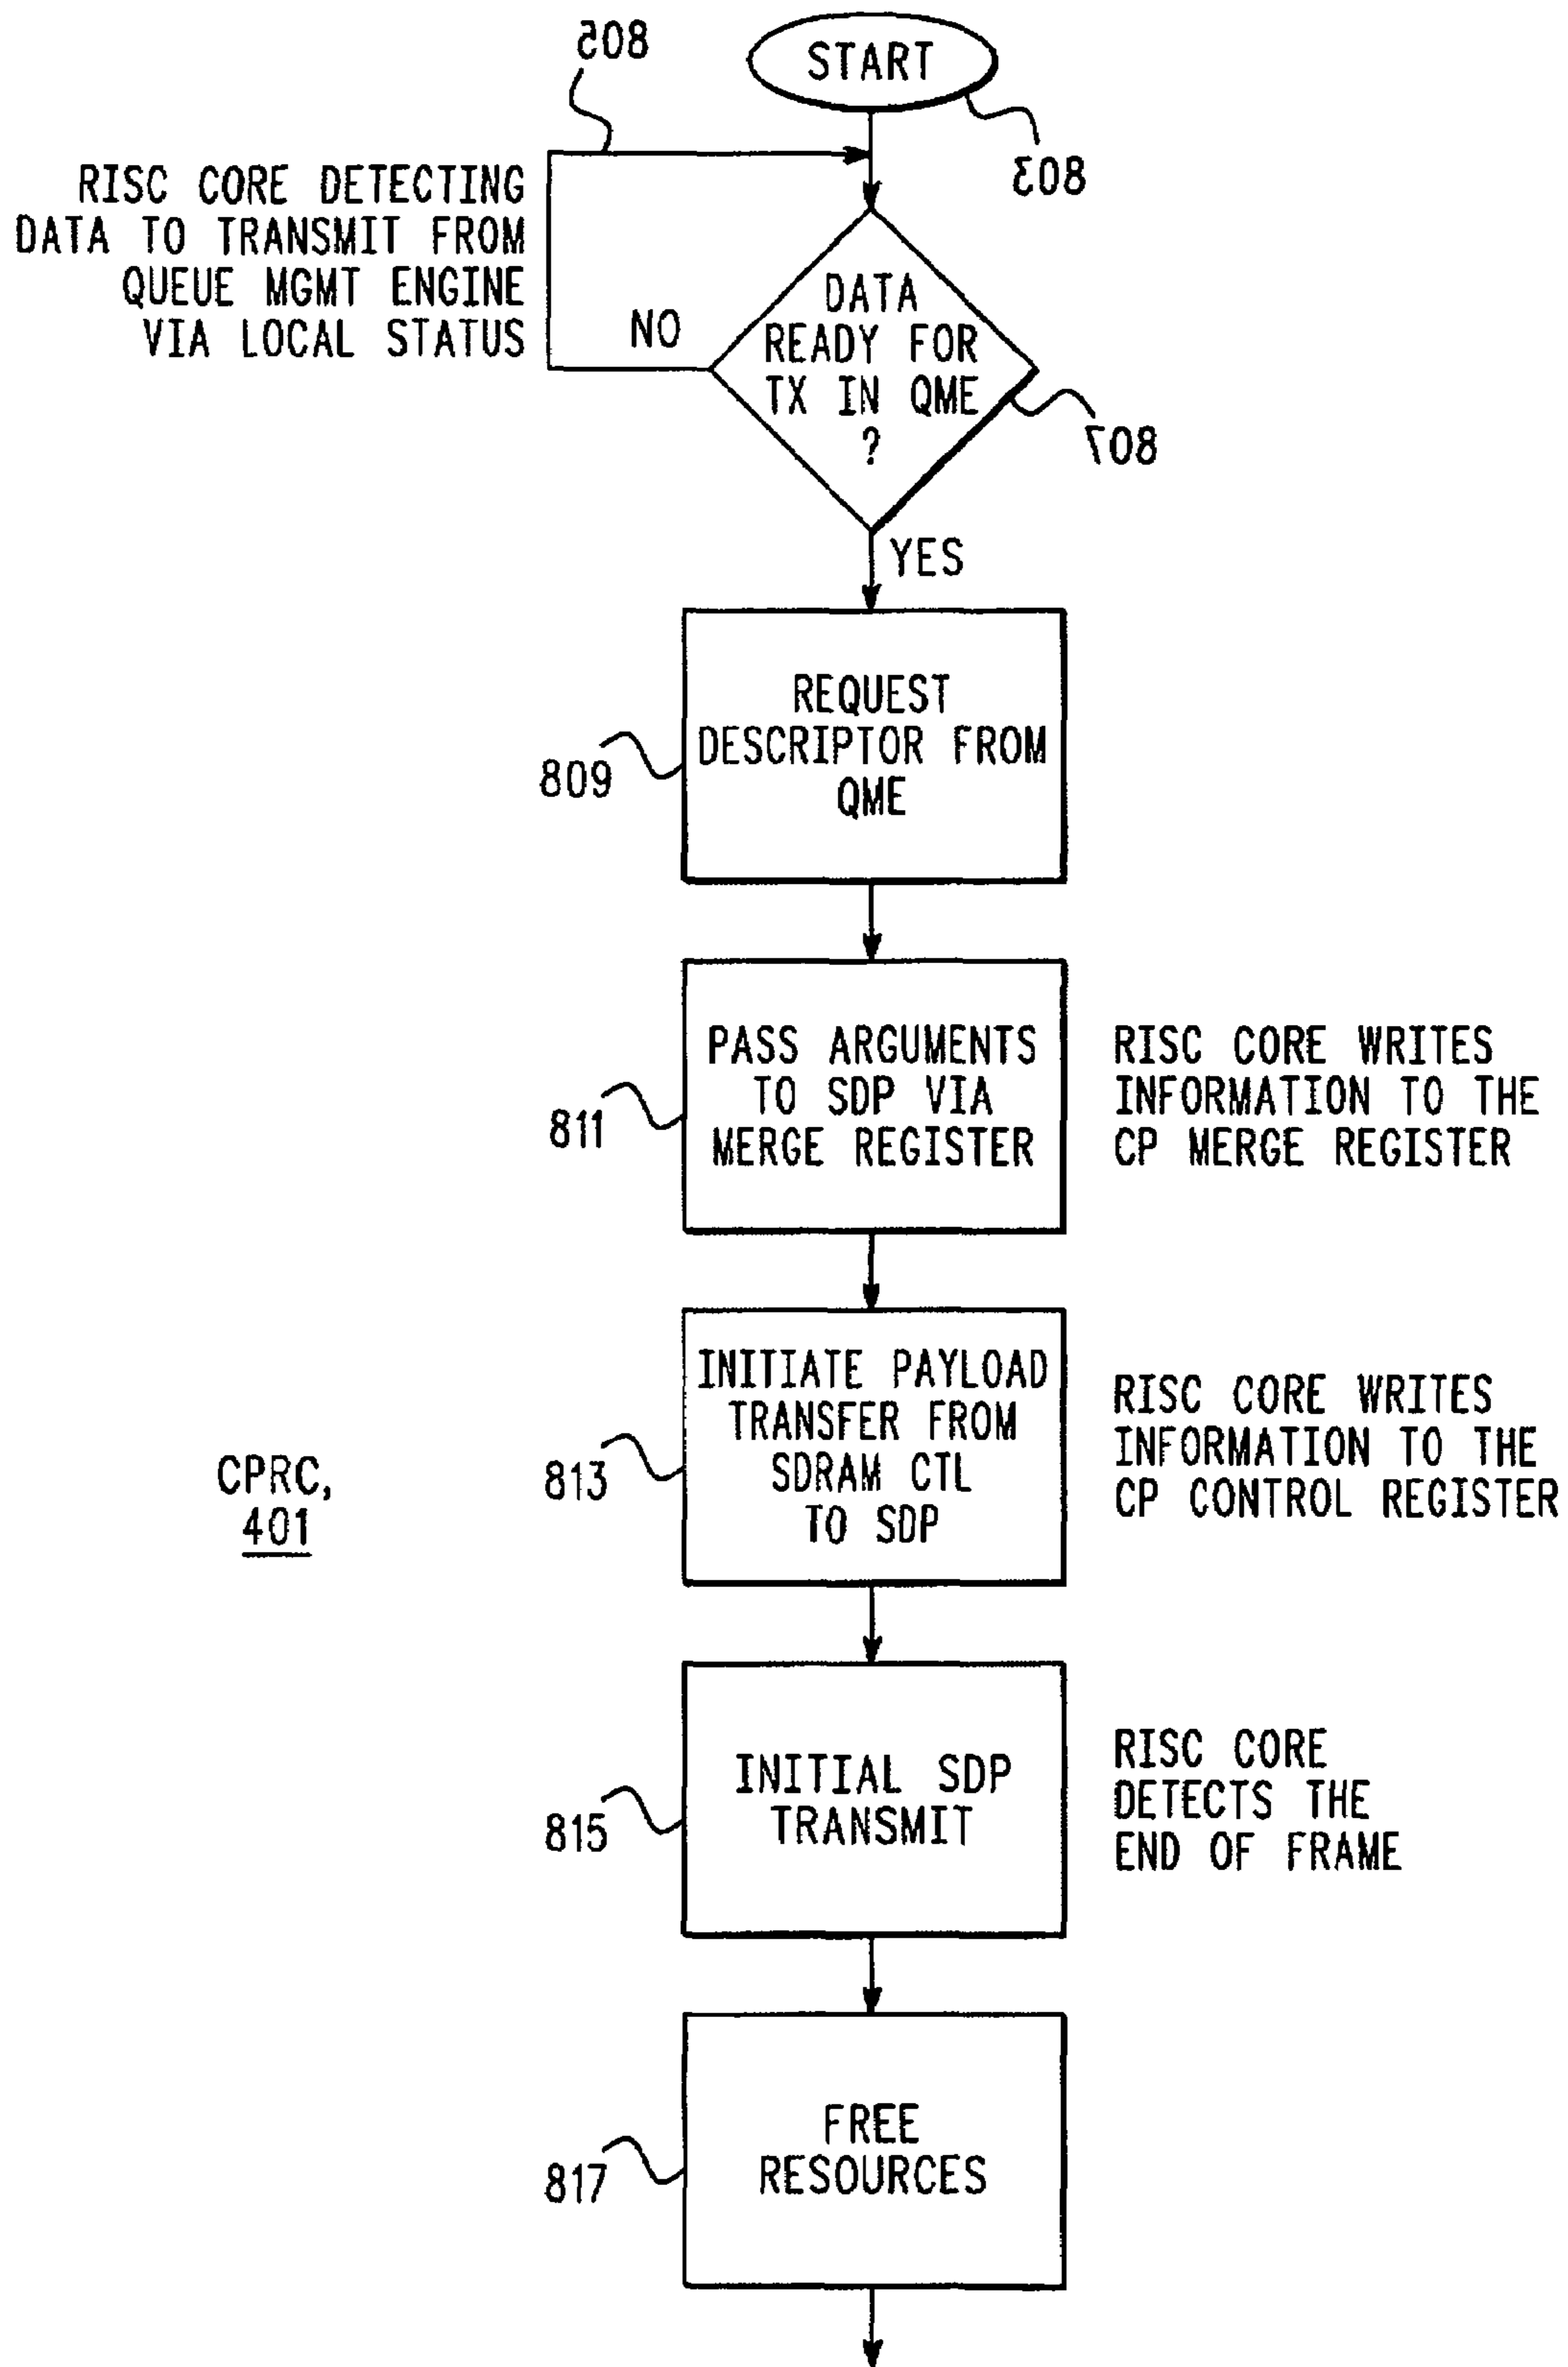 805
START
803
RISC CORE DETECTING
DATA TO TRANSMIT FROM
QUEUE MGMT ENGINE
VIA LOCAL STATUS
NO
DATA
READY FOR
TX IN QME
?
807
YES
REQUEST
DESCRIPTOR FROM
QME
809
PASS ARGUMENTS
TO SDP VIA
MERGE REGISTER
811
RISC CORE WRITES
INFORMATION TO THE
CP MERGE REGISTER
INITIATE PAYLOAD
TRANSFER FROM
SDRAM CTL
TO SDP
813
RISC CORE WRITES
INFORMATION TO THE
CP CONTROL REGISTER
CPRC,
401
INITIAL SDP
TRANSMIT
815
RISC CORE
DETECTS THE
END OF FRAME
FREE
RESOURCES
817